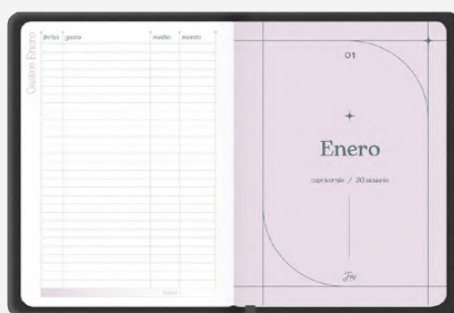 Gastos Enero
fecha gasto medio monto
01
Enero
capricornio / 20 acuario